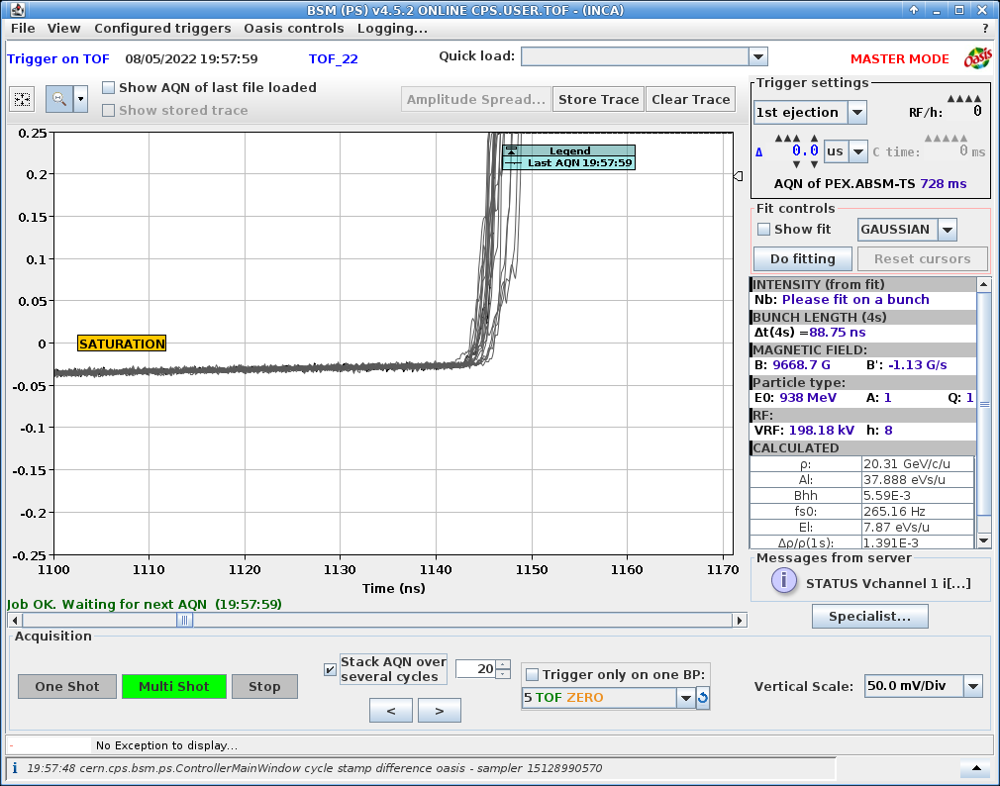 BSM (PS) v4.5.2 ONLINE CPS.USER.TOF - (INCA)
File View Configured triggers Oasis controls Logging... ?
Trigger on TOF 08/05/2022 19:57:59 TOF_22 Quick load: MASTER MODE Oasis
Show AQN of last file loaded
Show stored trace
Amplitude Spread... Store Trace Clear Trace
Trigger settings
1st ejection RF/h: 0
Δ 0.0 us C time: 0 ms
AQN of PEX.ABSM-TS 728 ms
Fit controls
Show fit GAUSSIAN
Do fitting Reset cursors
INTENSITY (from fit)
Nb: Please fit on a bunch
BUNCH LENGTH (4s)
Δt(4s) =88.75 ns
MAGNETIC FIELD:
B: 9668.7 G B': -1.13 G/s
Particle type:
E0: 938 MeV A: 1 Q: 1
RF:
VRF: 198.18 kV h: 8
CALCULATED
ρ: 20.31 GeV/c/u
Al: 37.888 eVs/u
Bhh 5.59E-3
fs0: 265.16 Hz
El: 7.87 eVs/u
Δρ/ρ(1s): 1.391E-3
0.25
0.2
0.15
0.1
0.05
0
-0.05
-0.1
-0.15
-0.2
-0.25
Legend
Last AQN 19:57:59
SATURATION
1100 1110 1120 1130 1140 1150 1160 1170
Time (ns)
Job OK. Waiting for next AQN (19:57:59)
Messages from server
i STATUS Vchannel 1 i[...]
Specialist...
Acquisition
One Shot Multi Shot Stop
Stack AQN over
several cycles
20
< >
Trigger only on one BP:
5 TOF ZERO
Vertical Scale: 50.0 mV/Div
- No Exception to display...
i 19:57:48 cern.cps.bsm.ps.ControllerMainWindow cycle stamp difference oasis - sampler 15128990570